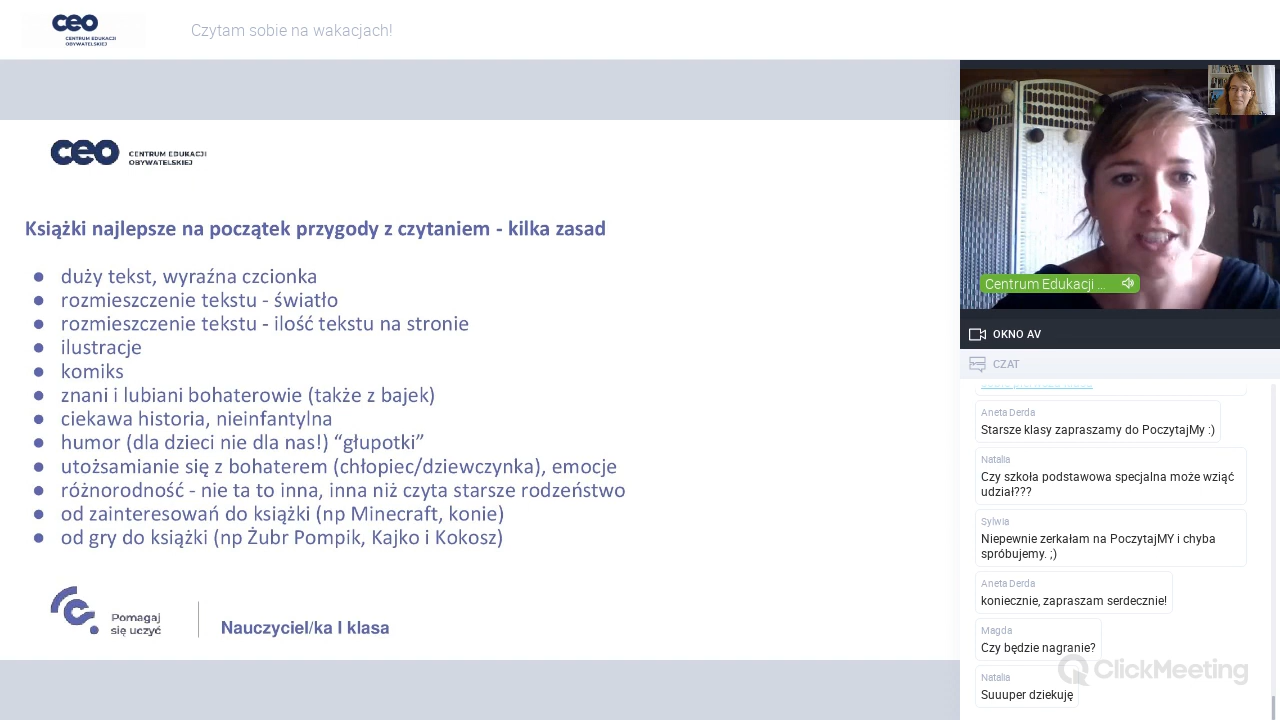 ceo
CENTRUM EDUKACJI
OBYWATELSKIEJ
Czytam sobie na wakacjach!
ceo
CENTRUM EDUKACJI
OBYWATELSKIEJ
Książki najlepsze na początek przygody z czytaniem - kilka zasad
● duży tekst, wyraźna czcionka
● rozmieszczenie tekstu - światło
● rozmieszczenie tekstu - ilość tekstu na stronie
● ilustracje
● komiks
● znani i lubiani bohaterowie (także z bajek)
● ciekawa historia, nieinfantylna
● humor (dla dzieci nie dla nas!) “głupotki”
● utożsamianie się z bohaterem (chłopiec/dziewczynka), emocje
● różnorodność - nie ta to inna, inna niż czyta starsze rodzeństwo
● od zainteresowań do książki (np Minecraft, konie)
● od gry do książki (np Żubr Pompik, Kajko i Kokosz)
Pomagaj
się uczyć
Nauczyciel/ka I klasa
Centrum Edukacji ...
OKNO AV
CZAT
Aneta Derda
Starsze klasy zapraszamy do PoczytajMy :)
Natalia
Czy szkoła podstawowa specjalna może wziąć
udział???
Sylwia
Niepewnie zerkałam na PoczytajMY i chyba
spróbujemy. ;)
Aneta Derda
koniecznie, zapraszam serdecznie!
Magda
Czy będzie nagranie?
ClickMeeting
Natalia
Suuuper dziekuję